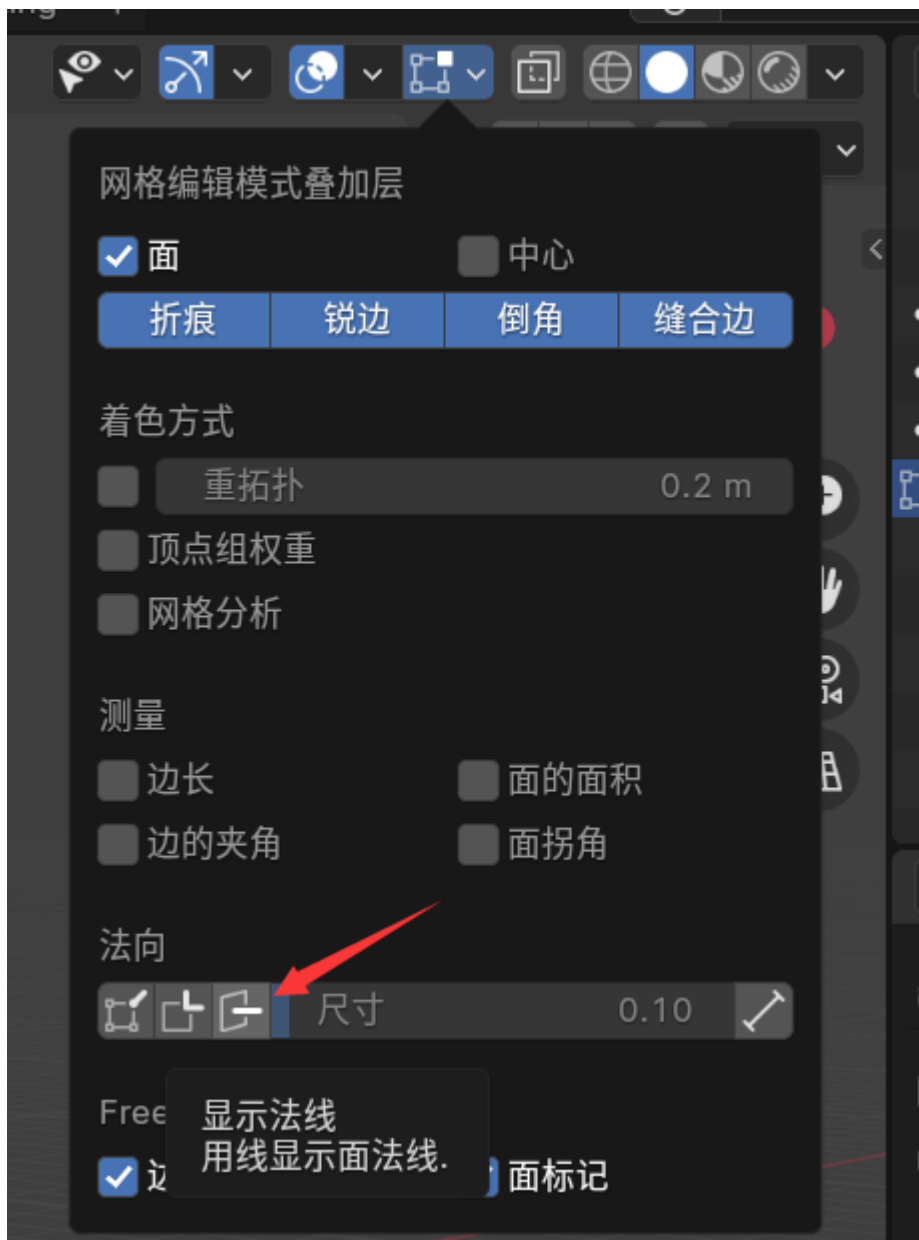 网格编辑模式叠加层
面 中心
折痕 锐边 倒角 缝合边
着色方式
重拓扑 0.2 m
顶点组权重
网格分析
测量
边长 面的面积
边的夹角 面拐角
法向
尺寸 0.10
Free
显示法线
用线显示面法线.
面标记